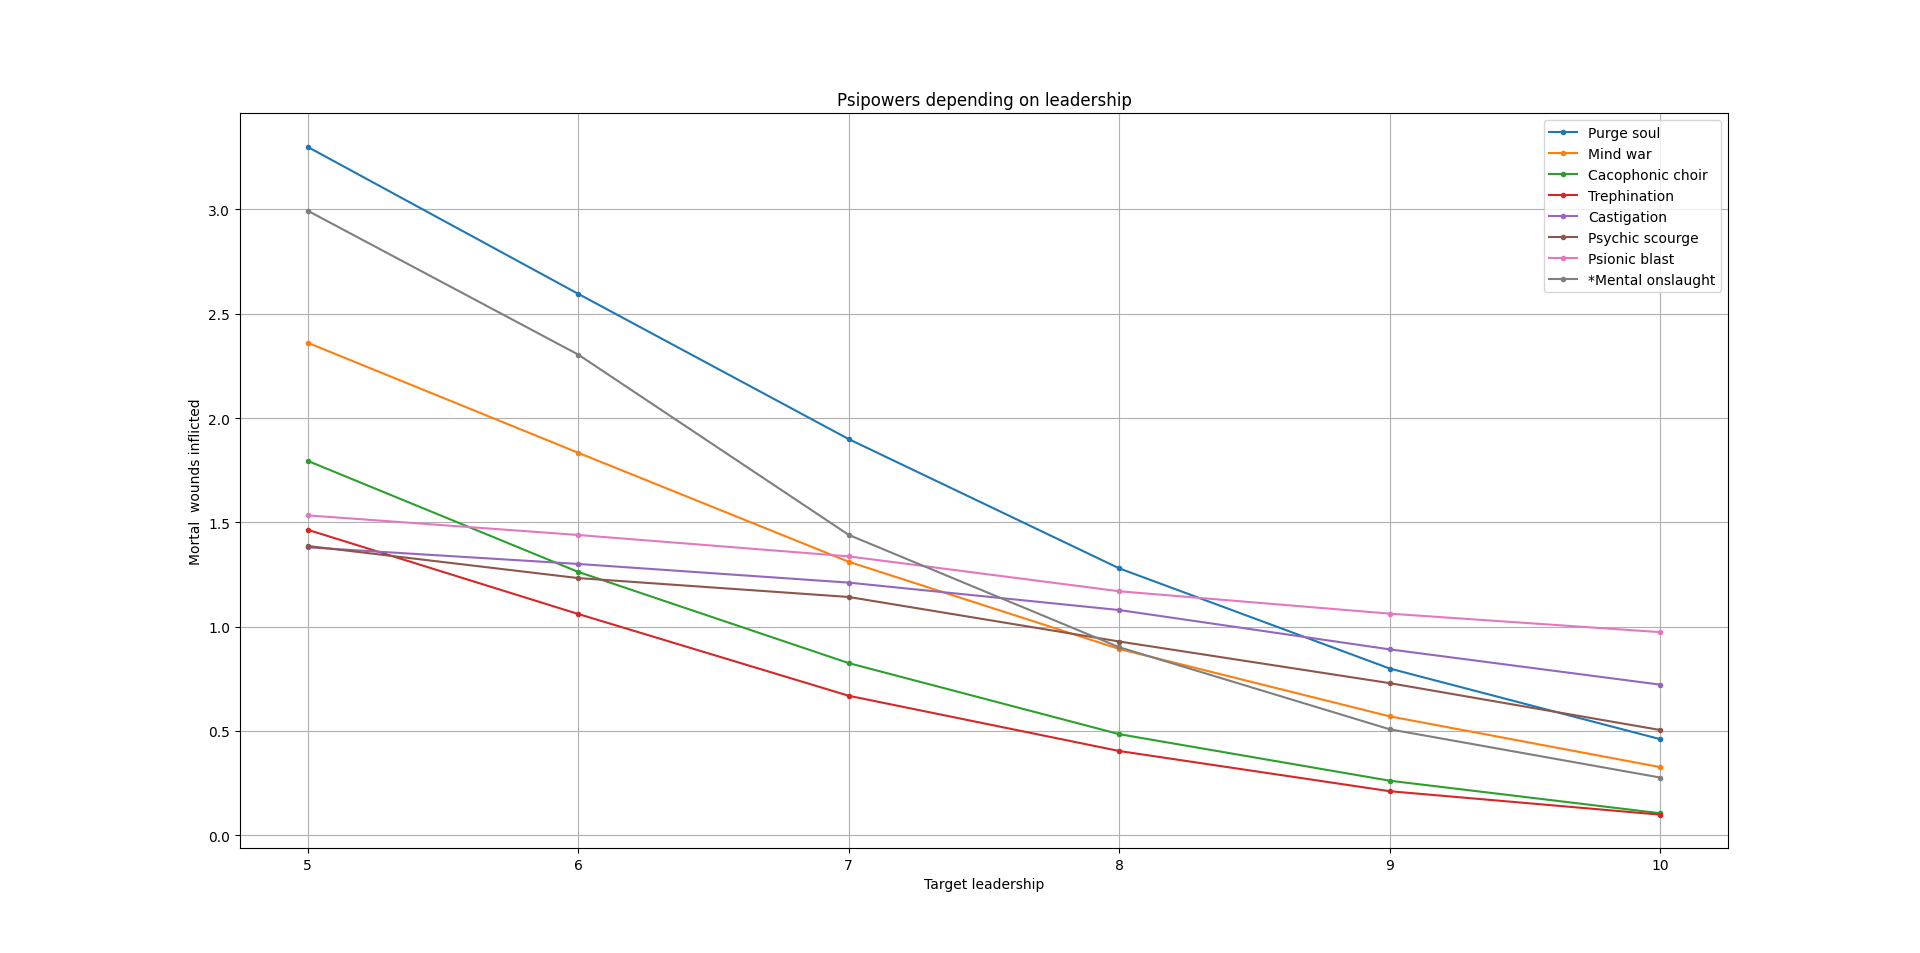 Psipowers depending on leadership
Purge soul
Mind war
Cacophonic choir
Trephination
Castigation
Psychic scourge
Psionic blast
*Mental onslaught
Mortal  wounds inflicted
3.0
2.5
2.0
1.5
1.0
0.5
0.0
5 6 7 8 9 10
Target leadership